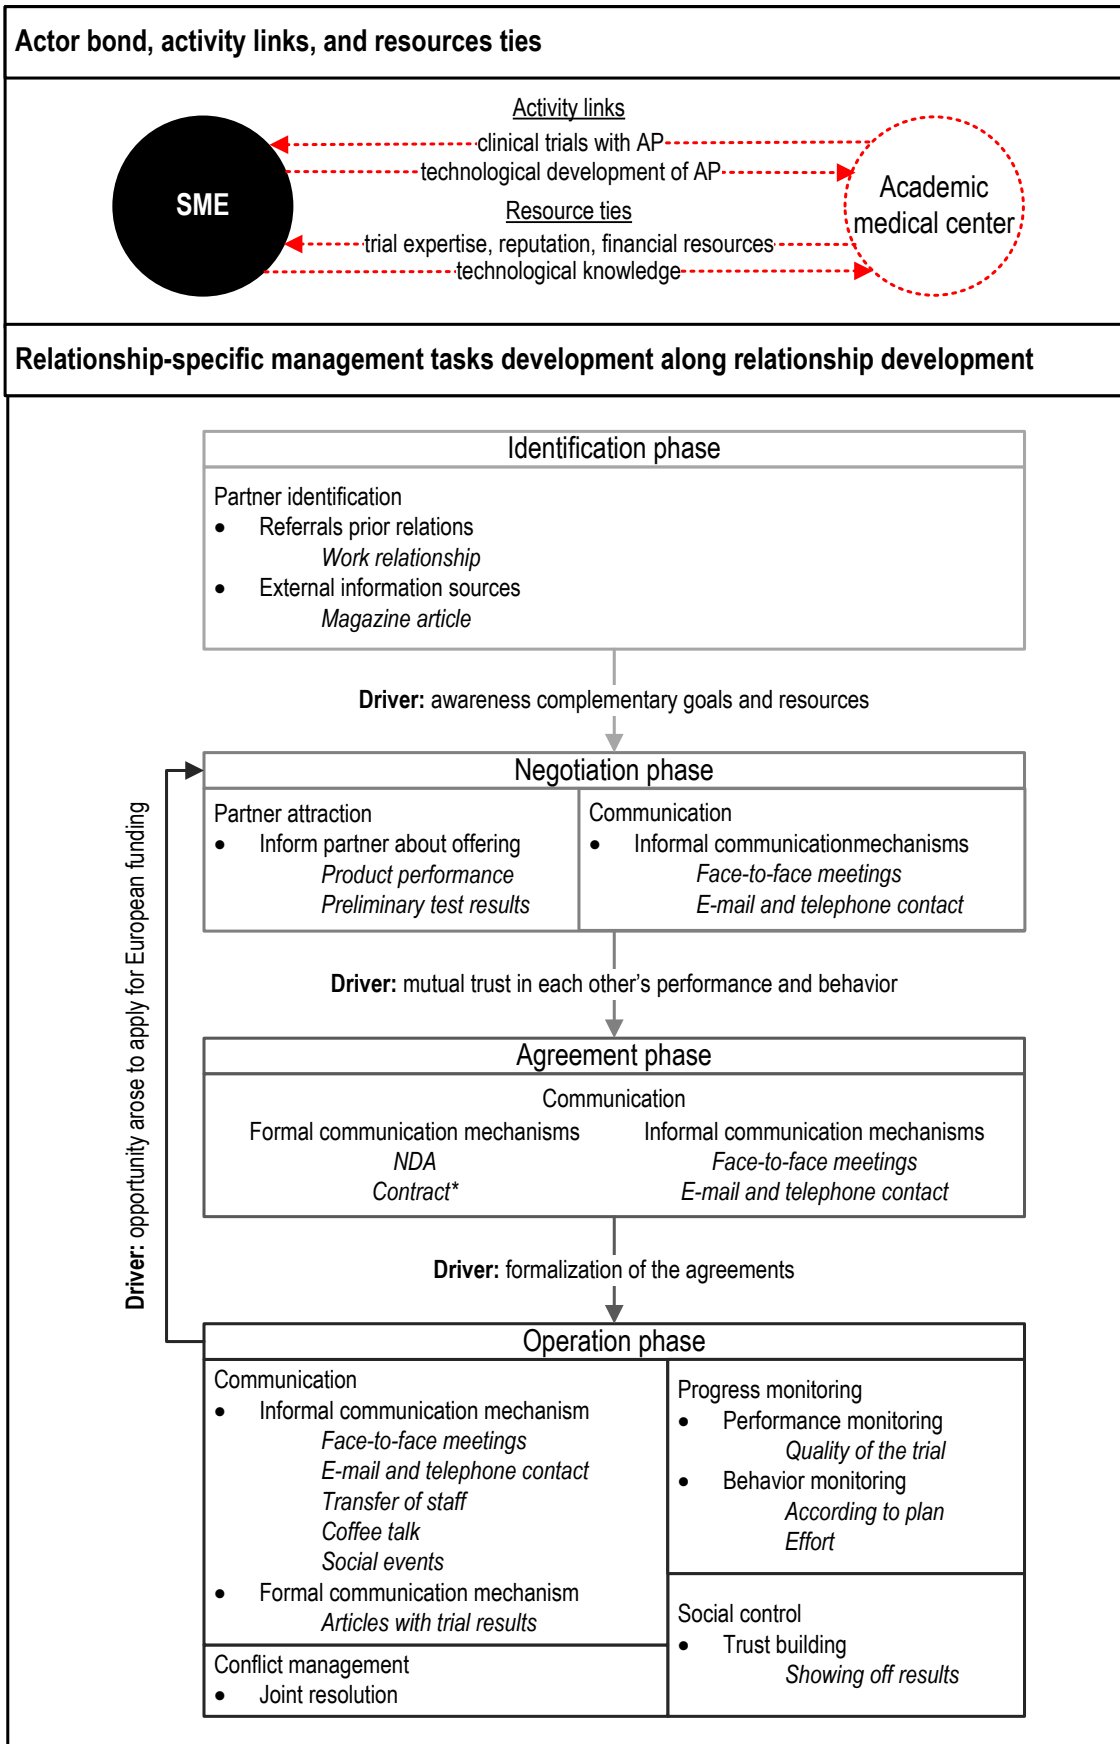 Actor bond, activity links, and resources ties
Activity links
clinical trials with AP
technological development of AP
SME
Academic
medical center
Resource ties
trial expertise, reputation, financial resources
technological knowledge
Relationship-specific management tasks development along relationship development
Identification phase
Partner identification
• Referrals prior relations
Work relationship
• External information sources
Magazine article
Driver: awareness complementary goals and resources
Negotiation phase
Partner attraction
• Inform partner about offering
Product performance
Preliminary test results
Communication
• Informal communicationmechanisms
Face-to-face meetings
E-mail and telephone contact
Driver: mutual trust in each other’s performance and behavior
Agreement phase
Communication
Formal communication mechanisms
NDA
Contract*
Informal communication mechanisms
Face-to-face meetings
E-mail and telephone contact
Driver: formalization of the agreements
Driver: opportunity arose to apply for European funding
Operation phase
Communication
• Informal communication mechanism
Face-to-face meetings
E-mail and telephone contact
Transfer of staff
Coffee talk
Social events
• Formal communication mechanism
Articles with trial results
Conflict management
• Joint resolution
Progress monitoring
• Performance monitoring
Quality of the trial
• Behavior monitoring
According to plan
Effort
Social control
• Trust building
Showing off results